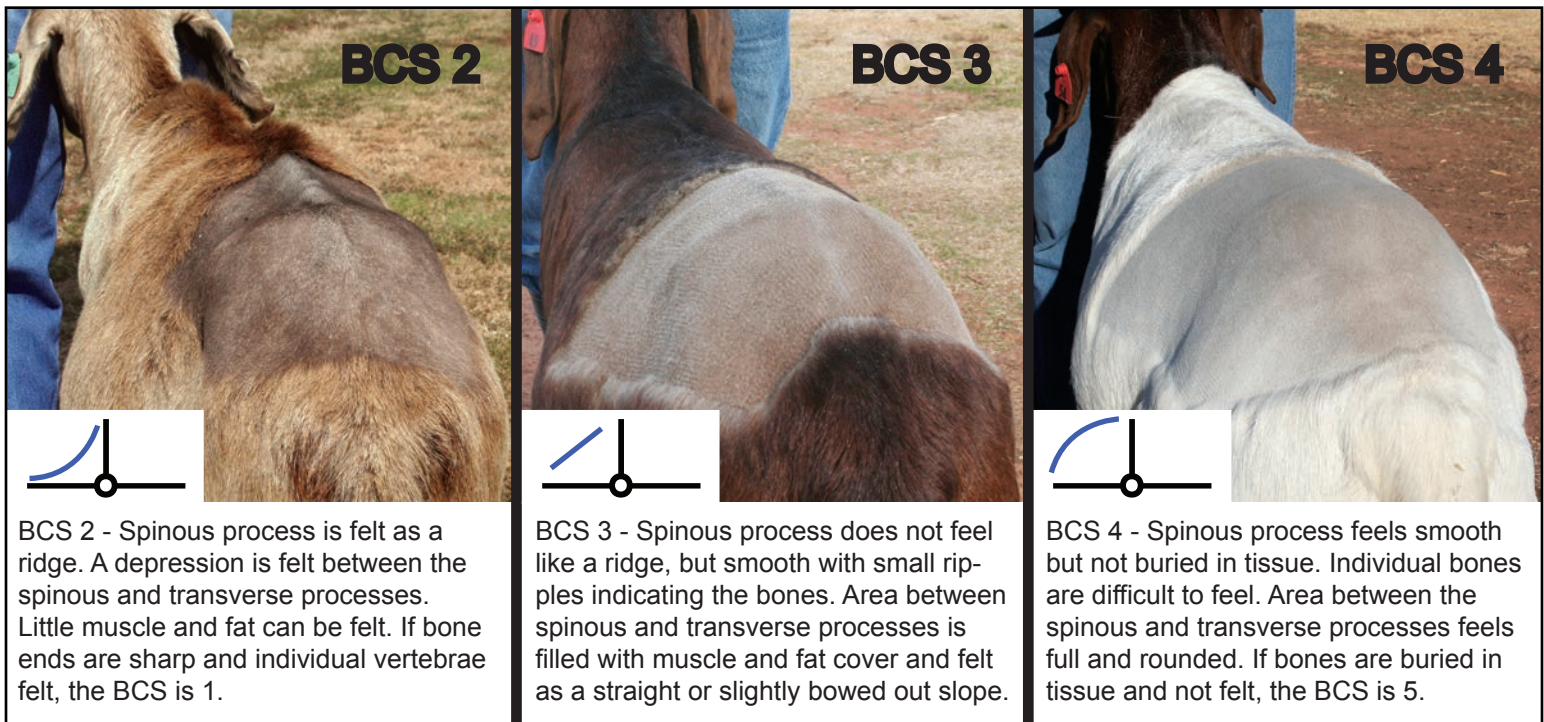 BCS 2
BCS 3
BCS 4
BCS 2 - Spinous process is felt as a
ridge. A depression is felt between the
spinous and transverse processes.
Little muscle and fat can be felt. If bone
ends are sharp and individual vertebrae
felt, the BCS is 1.
BCS 3 - Spinous process does not feel
like a ridge, but smooth with small rip-
ples indicating the bones. Area between
spinous and transverse processes is
filled with muscle and fat cover and felt
as a straight or slightly bowed out slope.
BCS 4 - Spinous process feels smooth
but not buried in tissue. Individual bones
are difficult to feel. Area between the
spinous and transverse processes feels
full and rounded. If bones are buried in
tissue and not felt, the BCS is 5.